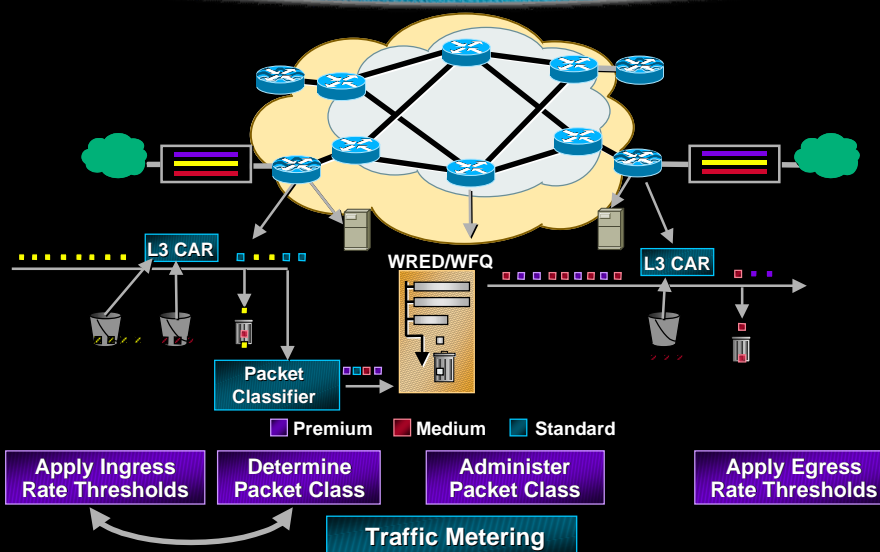 L3 CAR
WRED/WFQ
L3 CAR
Packet
Classifier
Premium
Medium
Standard
Apply Ingress
Rate Thresholds
Determine
Packet Class
Administer
Packet Class
Apply Egress
Rate Thresholds
Traffic Metering